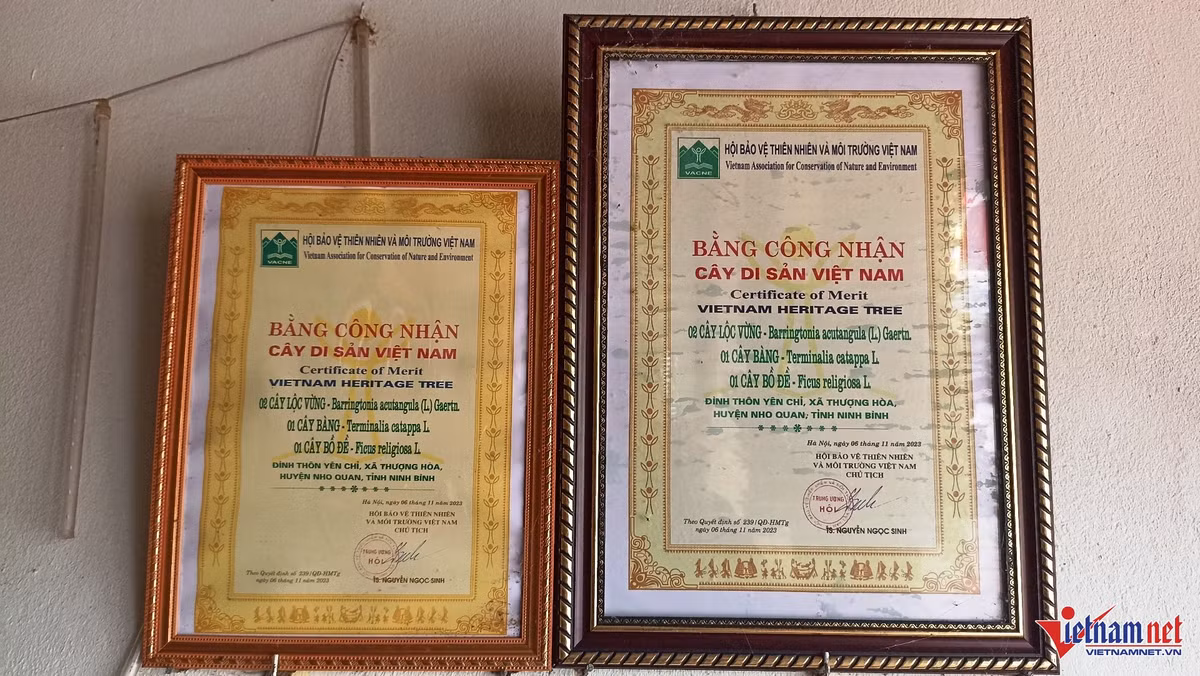 VACNE
HỘI BẢO VỆ THIÊN NHIÊN VÀ MÔI TRƯỜNG VIỆT NAM
Vietnam Association for Conservation of Nature and Environment
BẰNG CÔNG NHẬN
CÂY DI SẢN VIỆT NAM
Certificate of Merit
VIETNAM HERITAGE TREE
02 CÂY LỘC VỪNG - Barringtonia acutangula (L.) Gaertn.
01 CÂY BÀNG - Terminalia catappa L.
01 CÂY BỒ ĐỀ - Ficus religiosa L.
ĐÌNH THÔN YÊN CHỈ, XÃ THƯỢNG HÒA,
HUYỆN NHO QUAN, TỈNH NINH BÌNH
Hà Nội, ngày 06 tháng 11 năm 2023
HỘI BẢO VỆ THIÊN NHIÊN
VÀ MÔI TRƯỜNG VIỆT NAM
CHỦ TỊCH
TRUNG ƯƠNG
HỘI
Theo Quyết định số 239/QĐ-HMTg
ngày 06 tháng 11 năm 2023
TS. NGUYỄN NGỌC SINH
VACNE
HỘI BẢO VỆ THIÊN NHIÊN VÀ MÔI TRƯỜNG VIỆT NAM
Vietnam Association for Conservation of Nature and Environment
BẰNG CÔNG NHẬN
CÂY DI SẢN VIỆT NAM
Certificate of Merit
VIETNAM HERITAGE TREE
02 CÂY LỘC VỪNG - Barringtonia acutangula (L.) Gaertn.
01 CÂY BÀNG - Terminalia catappa L.
01 CÂY BỒ ĐỀ - Ficus religiosa L.
ĐÌNH THÔN YÊN CHỈ, XÃ THƯỢNG HÒA,
HUYỆN NHO QUAN, TỈNH NINH BÌNH
Hà Nội, ngày 06 tháng 11 năm 2023
HỘI BẢO VỆ THIÊN NHIÊN
VÀ MÔI TRƯỜNG VIỆT NAM
CHỦ TỊCH
TRUNG ƯƠNG
HỘI
Theo Quyết định số 239/QĐ-HMTg
ngày 06 tháng 11 năm 2023
TS. NGUYỄN NGỌC SINH
Vietnamnet
VIETNAMNET.VN